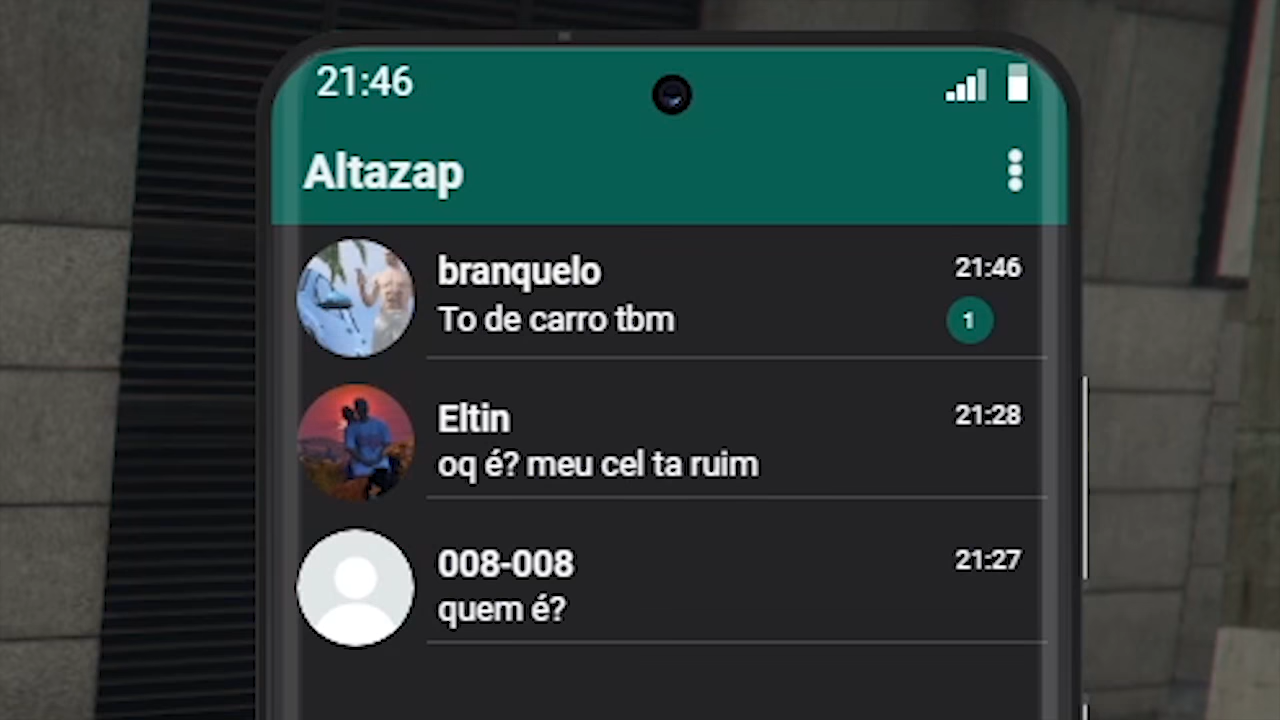 21:46
Altazap
branquelo
21:46
To de carro tbm
1
Eltin
21:28
oq é? meu cel ta ruim
008-008
21:27
quem é?